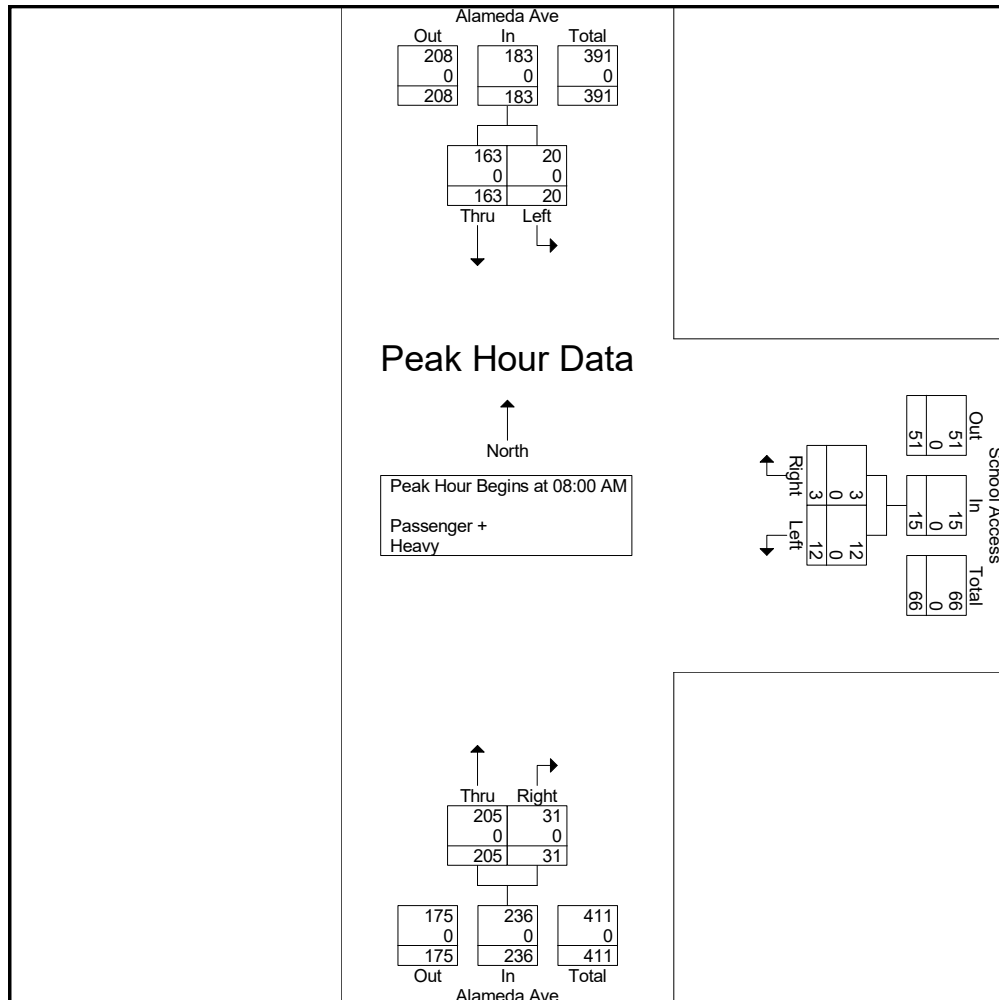 Alameda Ave
Out In Total
208 183 391
0 0 0
208 183 391
163 20
0 0
163 20
Thru Left
Peak Hour Data
North
Peak Hour Begins at 08:00 AM
Passenger +
Heavy
School Access
Out In Total
51 15 66
0 0 0
51 15 66
3 12
0 0
3 12
Right Left
Thru Right
205 31
0 0
205 31
175 236 411
0 0 0
175 236 411
Out In Total
Alameda Ave